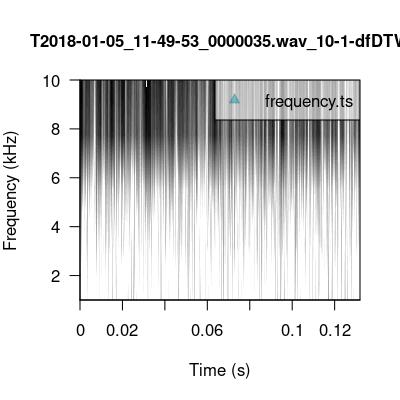 T2018-01-05_11-49-53_0000035.wav_10-1-dfDTW
frequency.ts
10
8
6
4
2
Frequency (kHz)
0 0.02 0.06 0.1 0.12
Time (s)